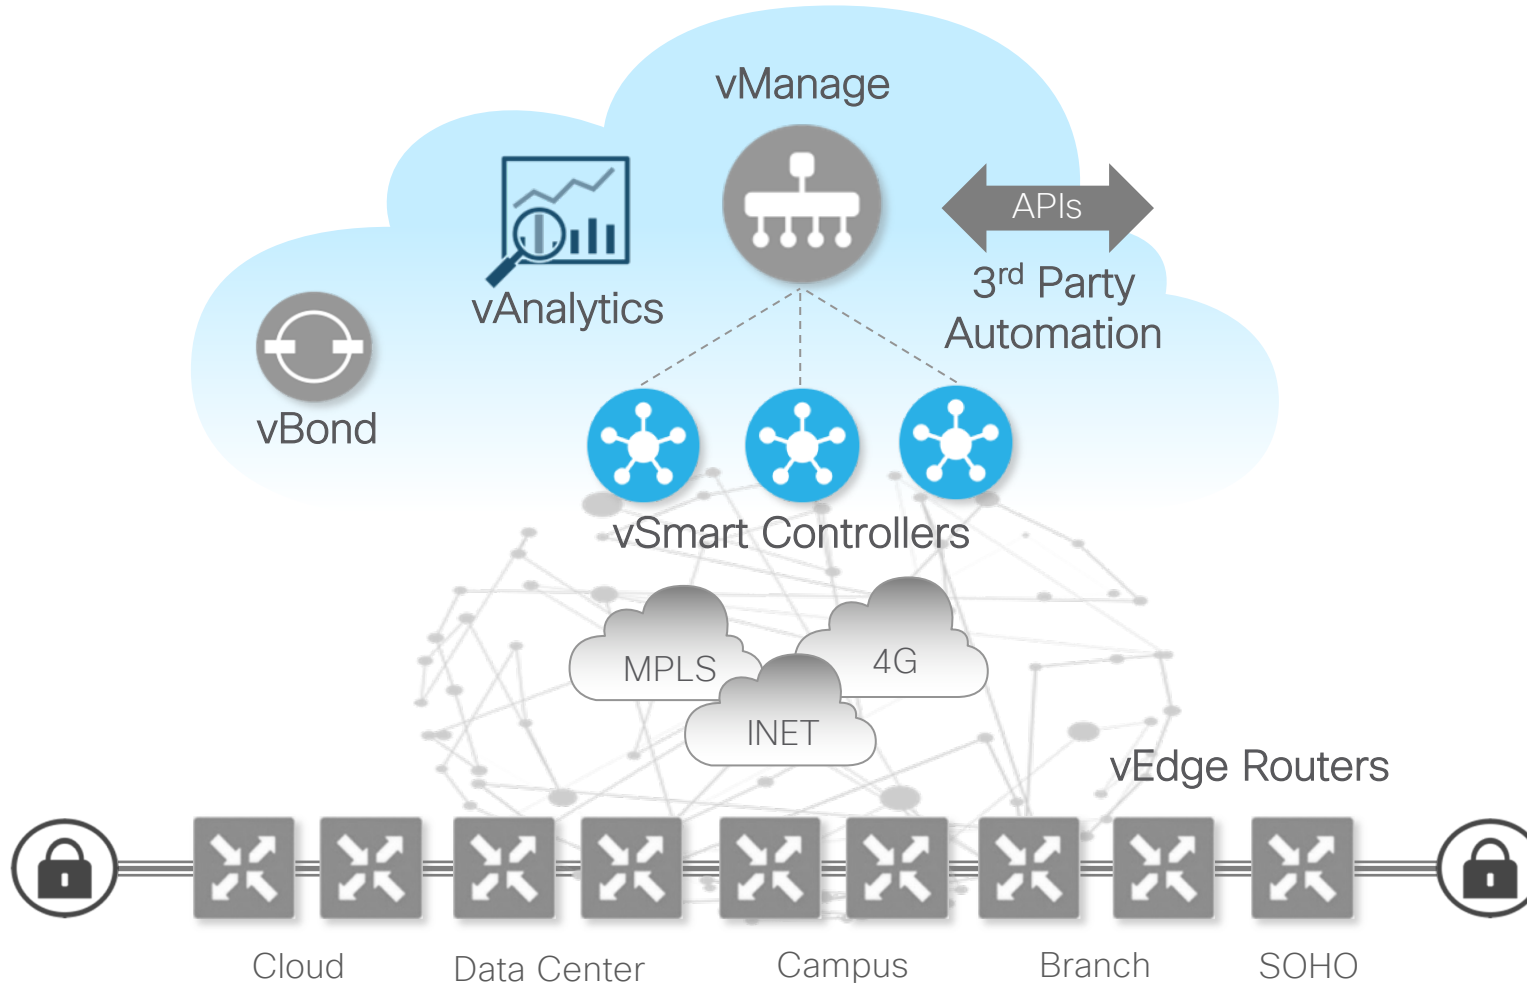 vManage
APIs
3rd Party
Automation
vAnalytics
vBond
vSmart Controllers
MPLS
4G
INET
vEdge Routers
Cloud
Data Center
Campus
Branch
SOHO